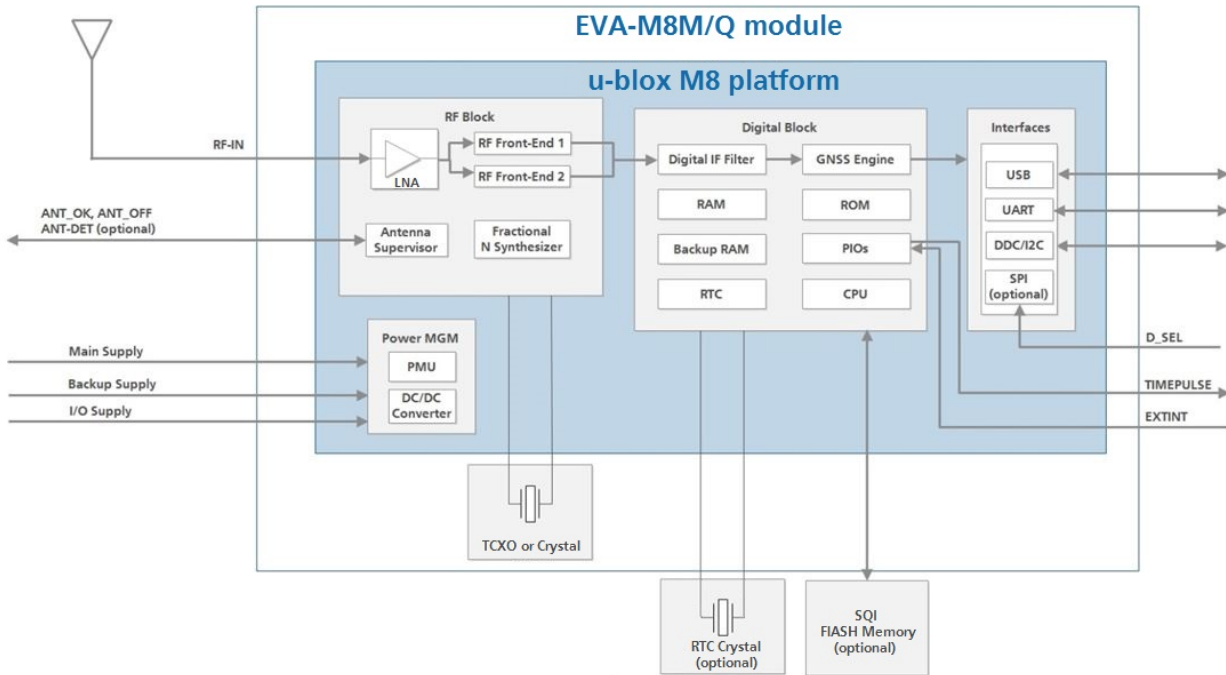 EVA-M8M/Q module
u-blox M8 platform
RF Block
RF-IN
LNA
RF Front-End 1
RF Front-End 2
ANT_OK, ANT_OFF
ANT-DET (optional)
Antenna
Supervisor
Fractional
N Synthesizer
Digital Block
Digital IF Filter
GNSS Engine
RAM
ROM
Backup RAM
PIOs
RTC
CPU
Interfaces
USB
UART
DDC/I2C
SPI
(optional)
D_SEL
TIMEPULSE
EXTINT
Power MGM
PMU
DC/DC
Converter
Main Supply
Backup Supply
I/O Supply
TCXO or Crystal
RTC Crystal
(optional)
SQI
FIASH Memory
(optional)